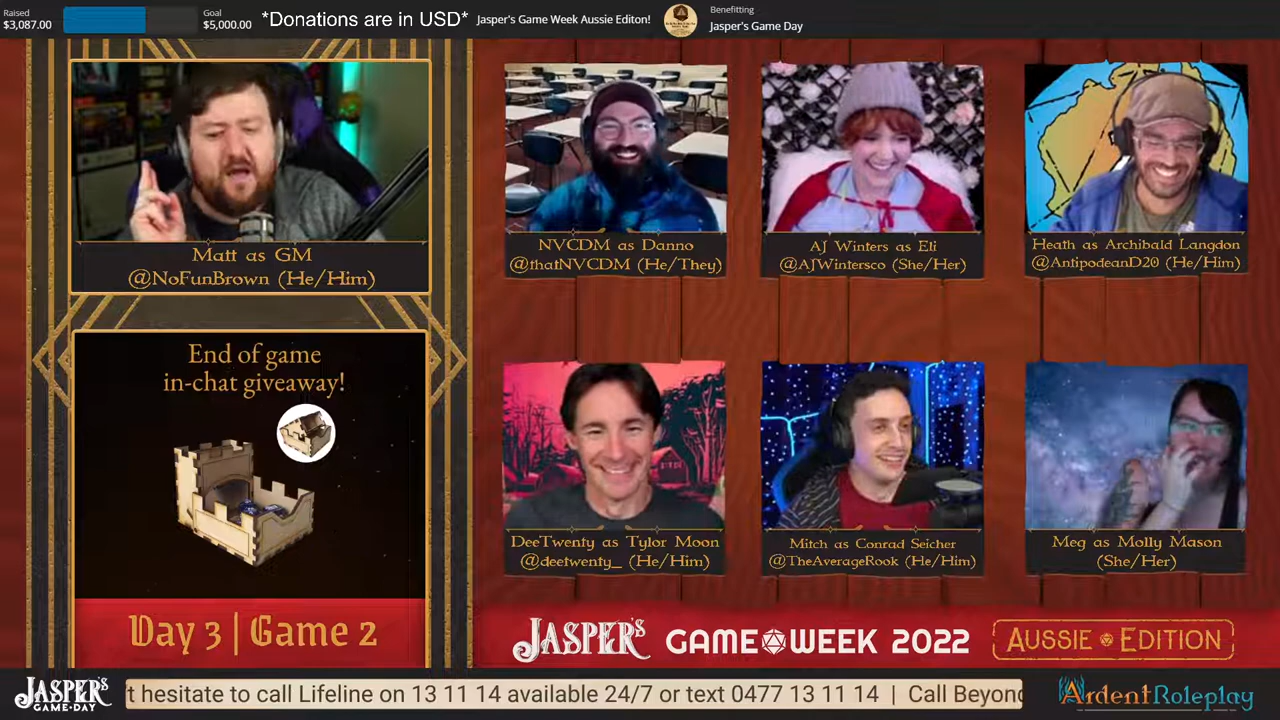 Raised
$3,087.00
Goal
$5,000.00
*Donations are in USD*
Jasper's Game Week Aussie Editon!
Benefitting
Jasper's Game Day
Matt as GM
@NoFunBrown (He/Him)
NVCDM as Danno
@thatNVCDM (He/They)
AJ Winters as Eli
@AJWintersco (She/Her)
Heath as Archibald Langdon
@AntipodeanD20 (He/Him)
End of game
in-chat giveaway!
DeeTwenty as Tylor Moon
@deetwenty_ (He/Him)
Mitch as Conrad Seicher
@TheAverageRook (He/Him)
Meg as Molly Mason
(She/Her)
Day 3 | Game 2
JASPER'S GAME WEEK 2022
AUSSIE EDITION
JASPER'S
GAME·DAY
't hesitate to call Lifeline on 13 11 14 available 24/7 or text 0477 13 11 14 | Call Beyond
ArdentRoleplay